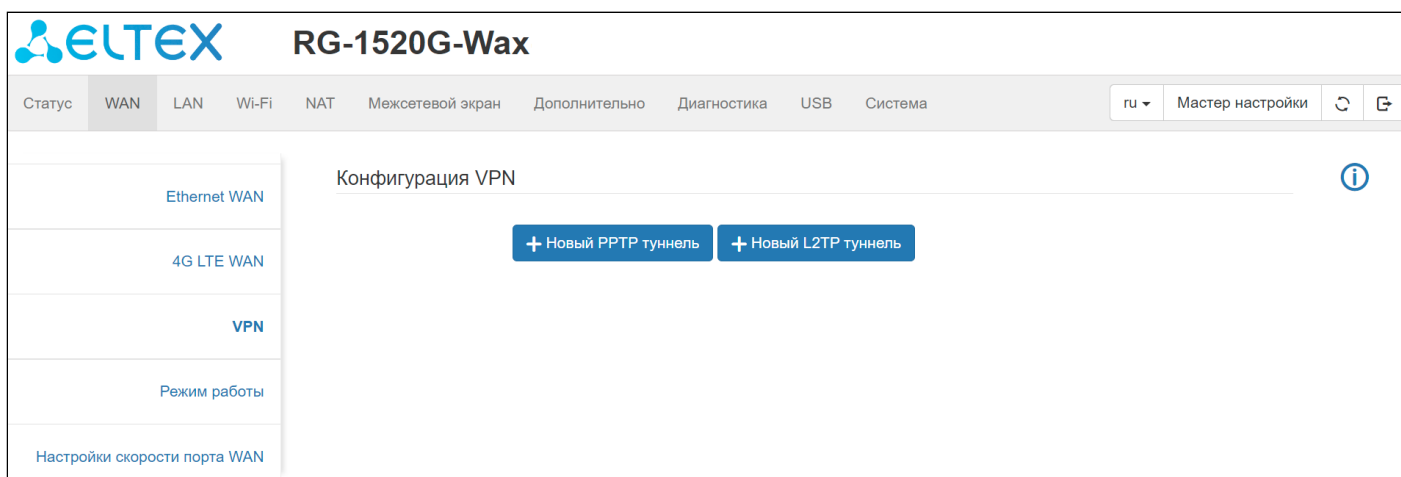 ELTEX RG-1520G-Wax
Статус WAN LAN Wi-Fi NAT Межсетевой экран Дополнительно Диагностика USB Система ru Мастер настройки
Конфигурация VPN
Ethernet WAN
+ Новый PPTP туннель + Новый L2TP туннель
4G LTE WAN
VPN
Режим работы
Настройки скорости порта WAN